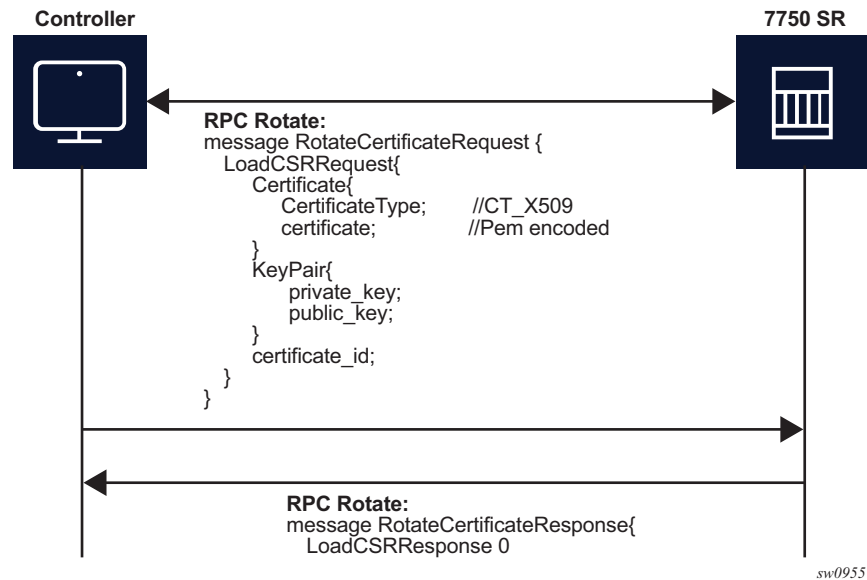 Controller
7750 SR
RPC Rotate:
message RotateCertificateRequest {
LoadCSRRequest{
Certificate{
CertificateType; //CT_X509
certificate; //Pem encoded
}
KeyPair{
private_key;
public_key;
}
certificate_id;
}
}
RPC Rotate:
message RotateCertificateResponse{
LoadCSRResponse 0
sw0955